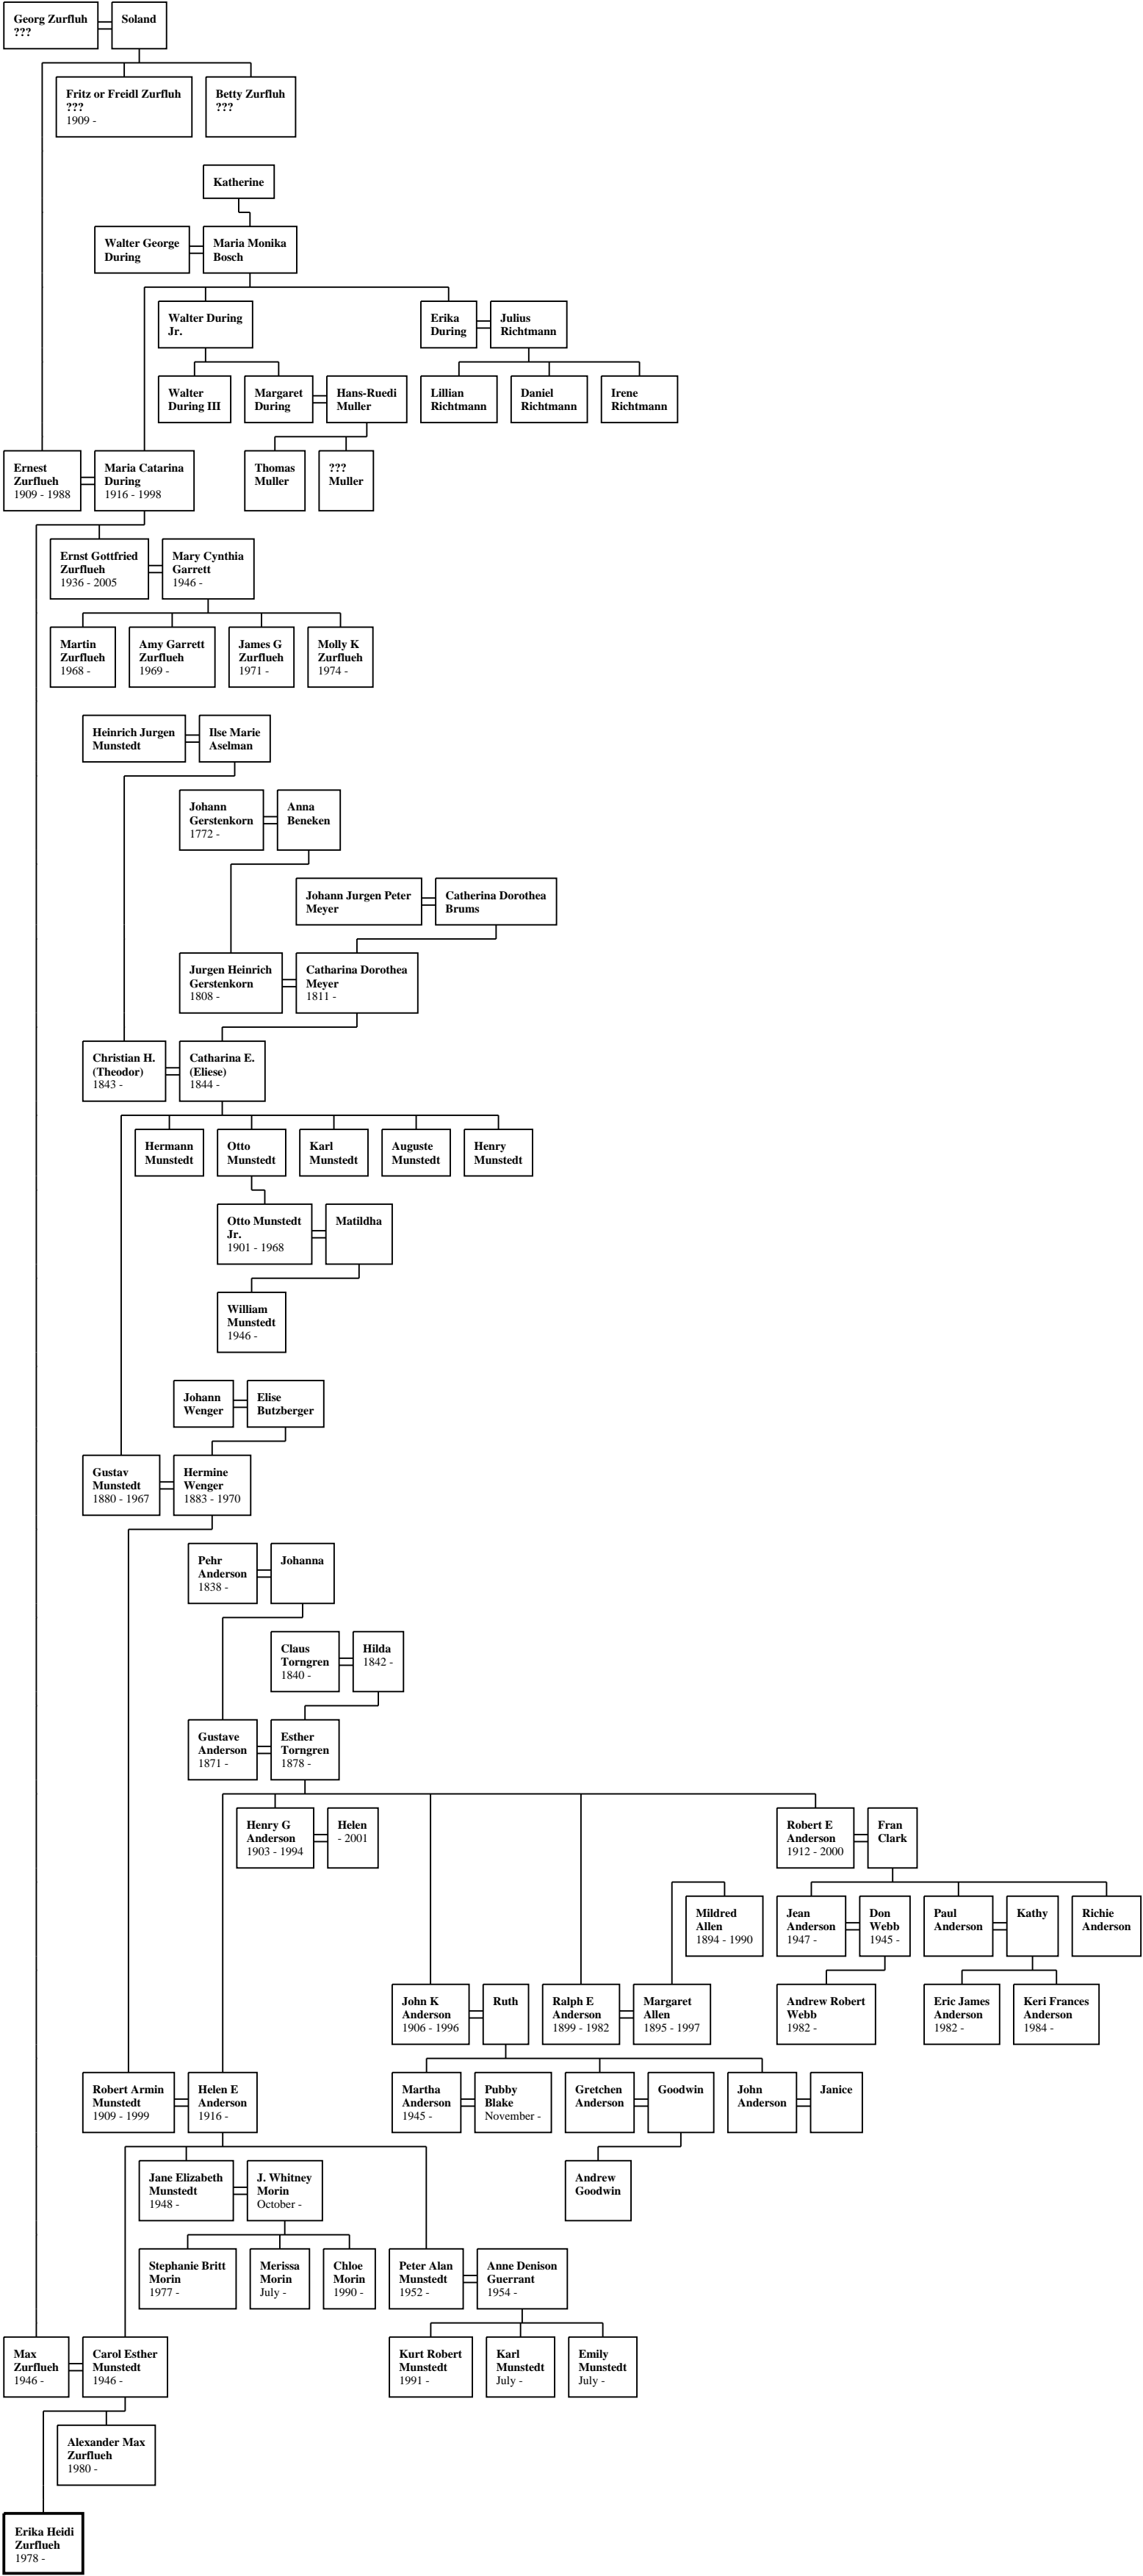 Georg Zurfluh
???
Soland
Fritz or Freidl Zurfluh
???
1909 -
Betty Zurfluh
???
Katherine
Walter George
During
Maria Monika
Bosch
Walter During
Jr.
Erika
During
Julius
Richtmann
Walter
During III
Margaret
During
Hans-Ruedi
Muller
Lillian
Richtmann
Daniel
Richtmann
Irene
Richtmann
Ernest
Zurflueh
1909 - 1988
Maria Catarina
During
1916 - 1998
Thomas
Muller
???
Muller
Ernst Gottfried
Zurflueh
1936 - 2005
Mary Cynthia
Garrett
1946 -
Martin
Zurflueh
1968 -
Amy Garrett
Zurflueh
1969 -
James G
Zurflueh
1971 -
Molly K
Zurflueh
1974 -
Heinrich Jurgen
Munstedt
Ilse Marie
Aselman
Johann
Gerstenkorn
1772 -
Anna
Beneken
Johann Jurgen Peter
Meyer
Catherina Dorothea
Brums
Jurgen Heinrich
Gerstenkorn
1808 -
Catharina Dorothea
Meyer
1811 -
Christian H.
(Theodor)
1843 -
Catharina E.
(Eliese)
1844 -
Hermann
Munstedt
Otto
Munstedt
Karl
Munstedt
Auguste
Munstedt
Henry
Munstedt
Otto Munstedt
Jr.
1901 - 1968
Matildha
William
Munstedt
1946 -
Johann
Wenger
Elise
Butzberger
Gustav
Munstedt
1880 - 1967
Hermine
Wenger
1883 - 1970
Pehr
Anderson
1838 -
Johanna
Claus
Torngren
1840 -
Hilda
1842 -
Gustave
Anderson
1871 -
Esther
Torngren
1878 -
Henry G
Anderson
1903 - 1994
Helen
- 2001
Robert E
Anderson
1912 - 2000
Fran
Clark
Mildred
Allen
1894 - 1990
Jean
Anderson
1947 -
Don
Webb
1945 -
Paul
Anderson
Kathy
Richie
Anderson
John K
Anderson
1906 - 1996
Ruth
Ralph E
Anderson
1899 - 1982
Margaret
Allen
1895 - 1997
Andrew Robert
Webb
1982 -
Eric James
Anderson
1982 -
Keri Frances
Anderson
1984 -
Robert Armin
Munstedt
1909 - 1999
Helen E
Anderson
1916 -
Martha
Anderson
1945 -
Pubby
Blake
November -
Gretchen
Anderson
Goodwin
John
Anderson
Janice
Jane Elizabeth
Munstedt
1948 -
J. Whitney
Morin
October -
Andrew
Goodwin
Stephanie Britt
Morin
1977 -
Merissa
Morin
July -
Chloe
Morin
1990 -
Peter Alan
Munstedt
1952 -
Anne Denison
Guerrant
1954 -
Max
Zurflueh
1946 -
Carol Esther
Munstedt
1946 -
Kurt Robert
Munstedt
1991 -
Karl
Munstedt
July -
Emily
Munstedt
July -
Alexander Max
Zurflueh
1980 -
Erika Heidi
Zurflueh
1978 -